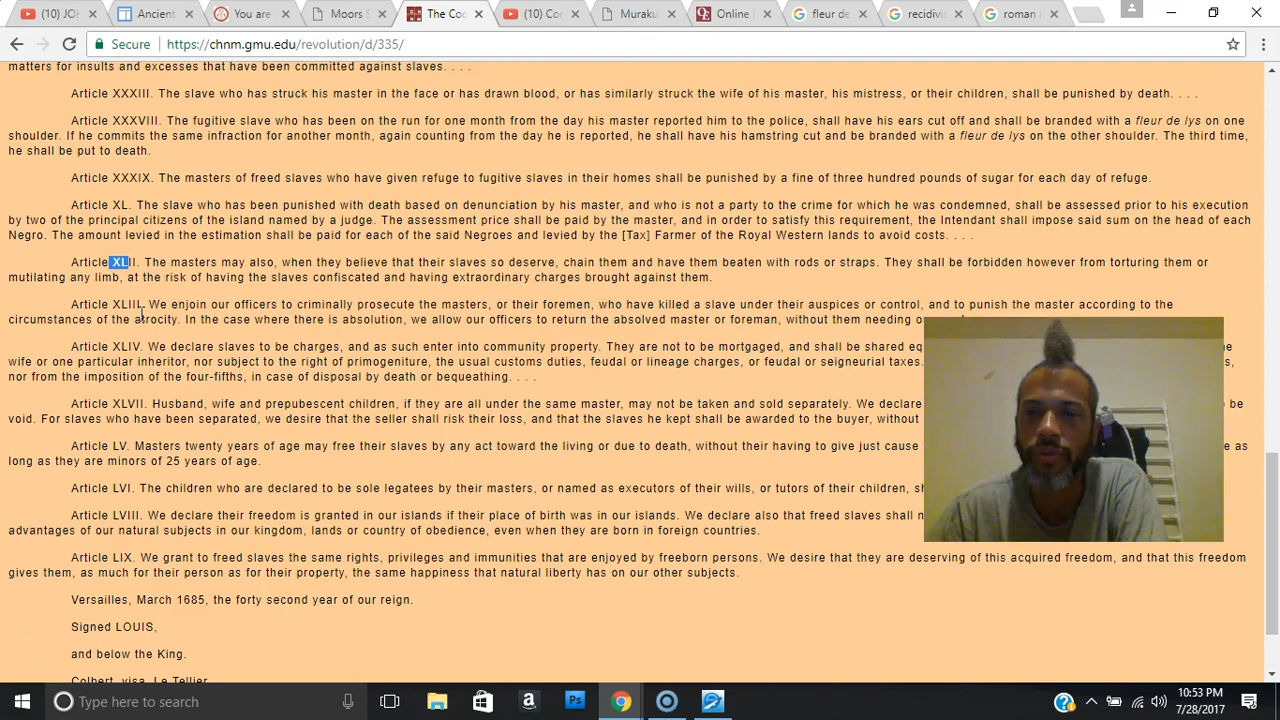 (10) JOH
Ancient
You are
Moors S
The Coc
(10) Cor
Muraku
Online
fleur de
recidivis
roman n
Secure
https://chnm.gmu.edu/revolution/d/335/
matters for insults and excesses that have been committed against slaves. . . .
Article XXXIII. The slave who has struck his master in the face or has drawn blood, or has similarly struck the wife of his master, his mistress, or their children, shall be punished by death. . . .
Article XXXVIII. The fugitive slave who has been on the run for one month from the day his master reported him to the police, shall have his ears cut off and shall be branded with a fleur de lys on one
shoulder. If he commits the same infraction for another month, again counting from the day he is reported, he shall have his hamstring cut and be branded with a fleur de lys on the other shoulder. The third time,
he shall be put to death.
Article XXXIX. The masters of freed slaves who have given refuge to fugitive slaves in their homes shall be punished by a fine of three hundred pounds of sugar for each day of refuge.
Article XL. The slave who has been punished with death based on denunciation by his master, and who is not a party to the crime for which he was condemned, shall be assessed prior to his execution
by two of the principal citizens of the island named by a judge. The assessment price shall be paid by the master, and in order to satisfy this requirement, the Intendant shall impose said sum on the head of each
Negro. The amount levied in the estimation shall be paid for each of the said Negroes and levied by the [Tax] Farmer of the Royal Western lands to avoid costs. . . .
Article XLII. The masters may also, when they believe that their slaves so deserve, chain them and have them beaten with rods or straps. They shall be forbidden however from torturing them or
mutilating any limb, at the risk of having the slaves confiscated and having extraordinary charges brought against them.
Article XLIII. We enjoin our officers to criminally prosecute the masters, or their foremen, who have killed a slave under their auspices or control, and to punish the master according to the
circumstances of the atrocity. In the case where there is absolution, we allow our officers to return the absolved master or foreman, without them needing
Article XLIV. We declare slaves to be charges, and as such enter into community property. They are not to be mortgaged, and shall be shared
wife or one particular inheritor, nor subject to the right of primogeniture, the usual customs duties, feudal or lineage charges, or feudal or seigneurial taxes.
nor from the imposition of the four-fifths, in case of disposal by death or bequeathing. . . .
Article XLVII. Husband, wife and prepubescent children, if they are all under the same master, may not be taken and sold separately. We declare to be
void. For slaves who have been separated, we desire that the seller shall risk their loss, and that the slaves he kept shall be awarded to the buyer, without
Article LV. Masters twenty years of age may free their slaves by any act toward the living or due to death, without their having to give just cause as
long as they are minors of 25 years of age.
Article LVI. The children who are declared to be sole legatees by their masters, or named as executors of their wills, or tutors of their children,
Article LVIII. We declare their freedom is granted in our islands if their place of birth was in our islands. We declare also that freed slaves shall
advantages of our natural subjects in our kingdom, lands or country of obedience, even when they are born in foreign countries.
Article LIX. We grant to freed slaves the same rights, privileges and immunities that are enjoyed by freeborn persons. We desire that they are deserving of this acquired freedom, and that this freedom
gives them, as much for their person as for their property, the same happiness that natural liberty has on our other subjects.
Versailles, March 1685, the forty second year of our reign.
Signed LOUIS,
and below the King.
Colbert, visa, Le Tellier
Type here to search
10:53 PM
7/28/2017